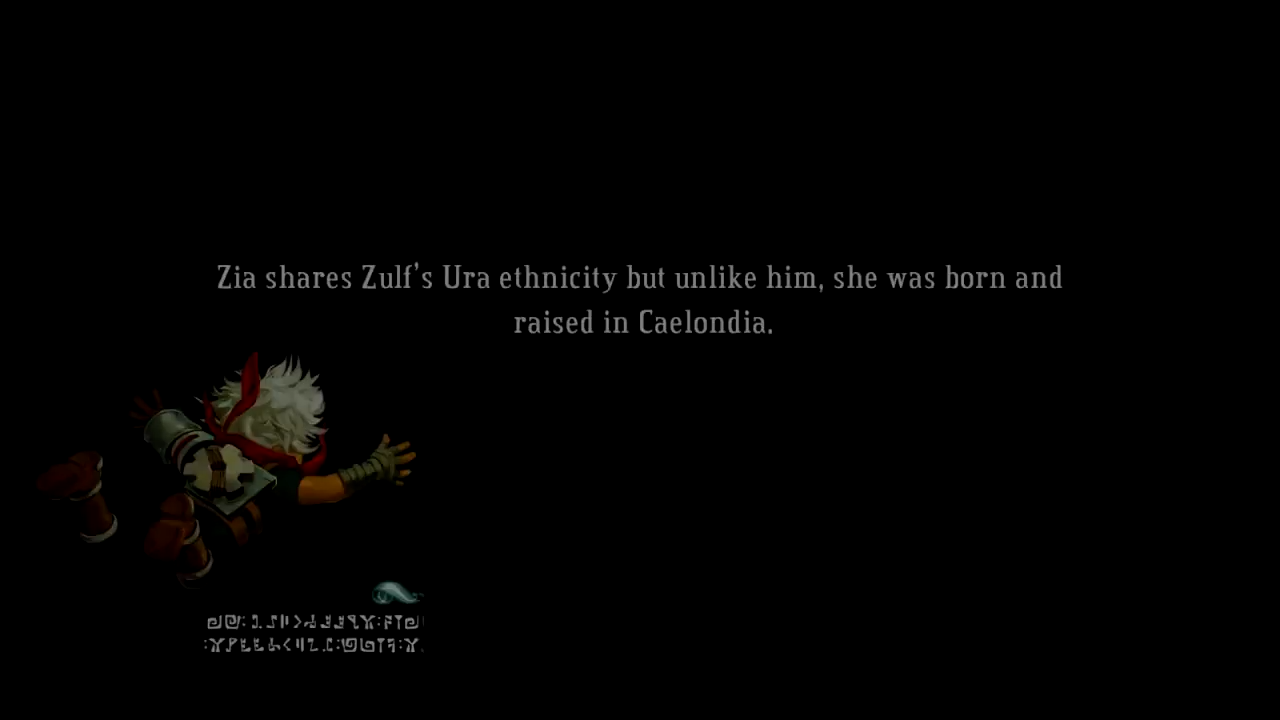 Zia shares Zulf's Ura ethnicity but unlike him, she was born and
raised in Caelondia.